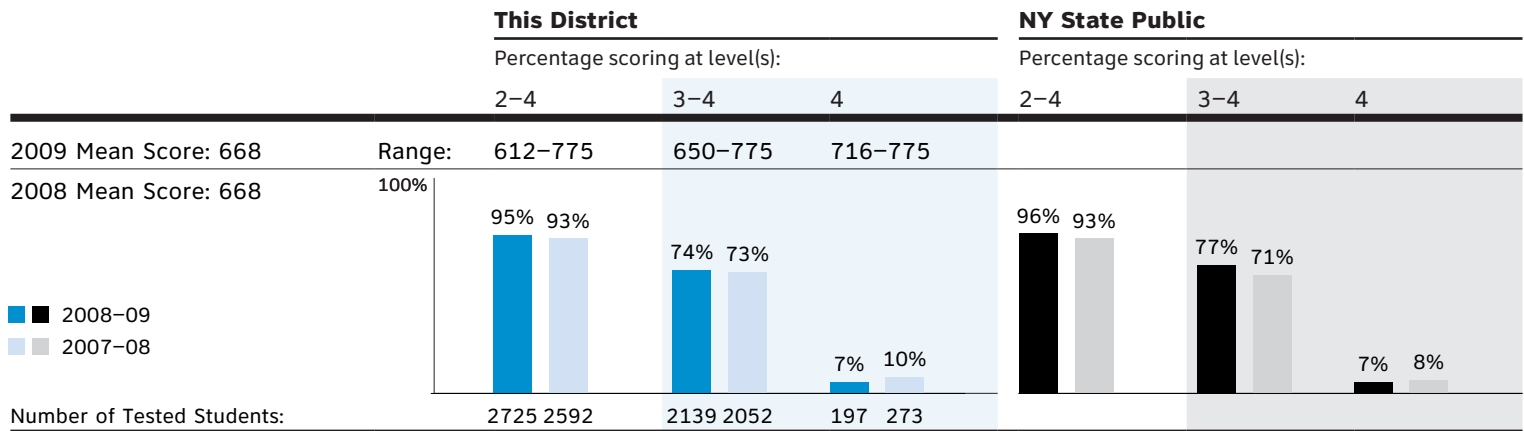 This District NY State Public
Percentage scoring at level(s): Percentage scoring at level(s):
2–4 3–4 4 2–4 3–4 4
2009 Mean Score: 668 Range: 612–775 650–775 716–775
2008 Mean Score: 668 100%
95% 93% 74% 73% 7% 10% 96% 93% 77% 71% 7% 8%
2008–09
2007–08
Number of Tested Students: 2725 2592 2139 2052 197 273